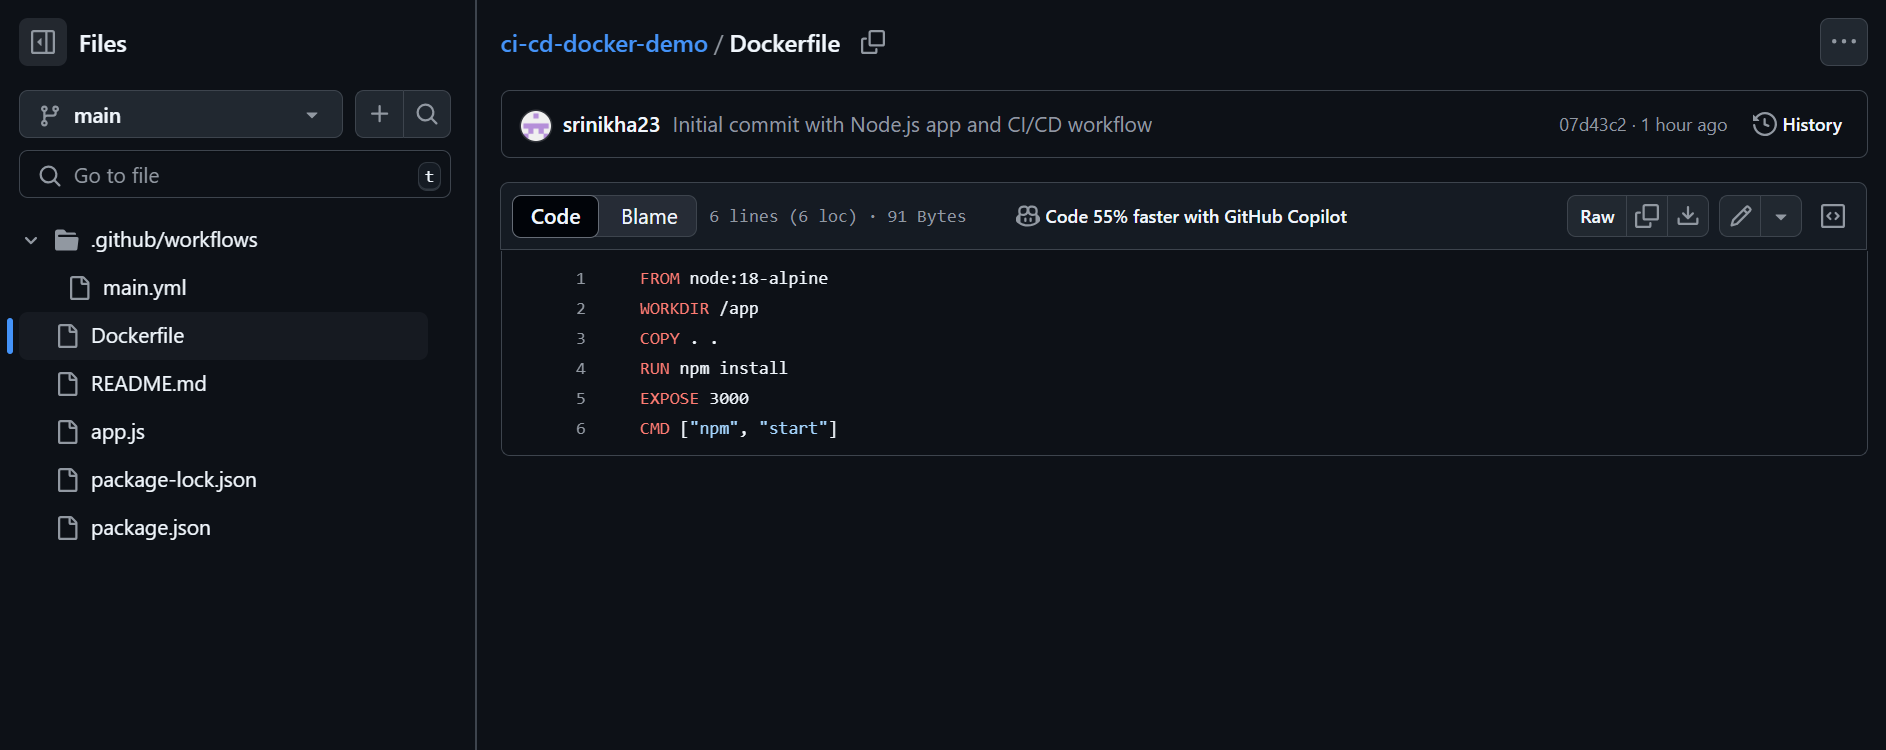 Files
main
Go to file
t
.github/workflows
main.yml
Dockerfile
README.md
app.js
package-lock.json
package.json
ci-cd-docker-demo / Dockerfile
srinikha23 Initial commit with Node.js app and CI/CD workflow
07d43c2 · 1 hour ago
History
Code
Blame
6 lines (6 loc) · 91 Bytes
Code 55% faster with GitHub Copilot
Raw
1 FROM node:18-alpine
2 WORKDIR /app
3 COPY . .
4 RUN npm install
5 EXPOSE 3000
6 CMD ["npm", "start"]